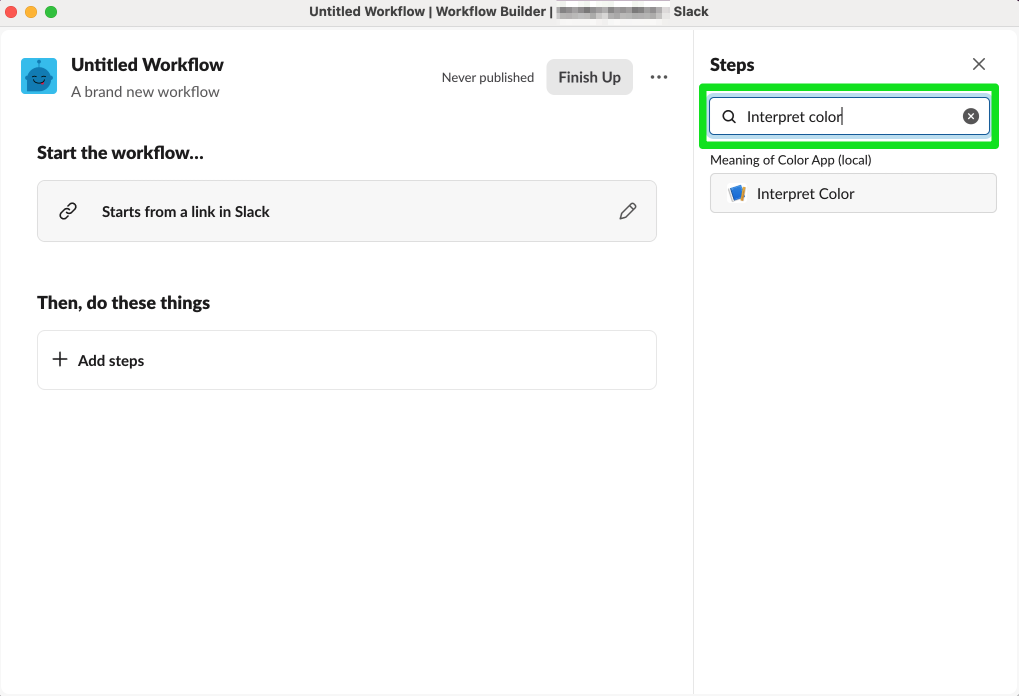 Untitled Workflow | Workflow Builder | Slack
Untitled Workflow
A brand new workflow
Never published
Finish Up
Start the workflow...
Starts from a link in Slack
Then, do these things
Add steps
Steps
Interpret color
Meaning of Color App (local)
Interpret Color